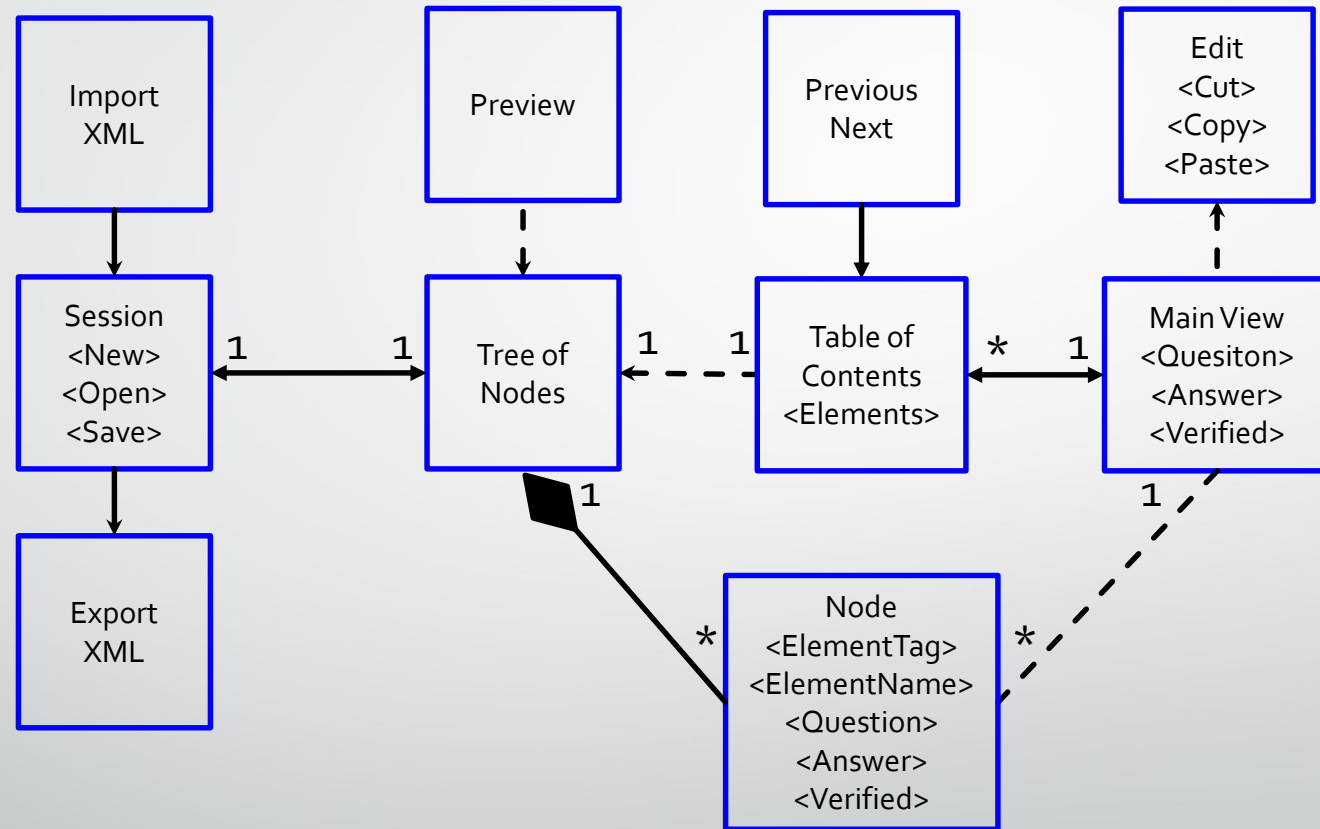 Import
XML
Preview
Previous
Next
Edit
<Cut>
<Copy>
<Paste>
Session
<New>
<Open>
<Save>
1
1
Tree of
Nodes
1
1
Table of
Contents
<Elements>
*
1
Main View
<Quesiton>
<Answer>
<Verified>
1
1
Export
XML
*
Node
<ElementTag>
<ElementName>
<Question>
<Answer>
<Verified>
*